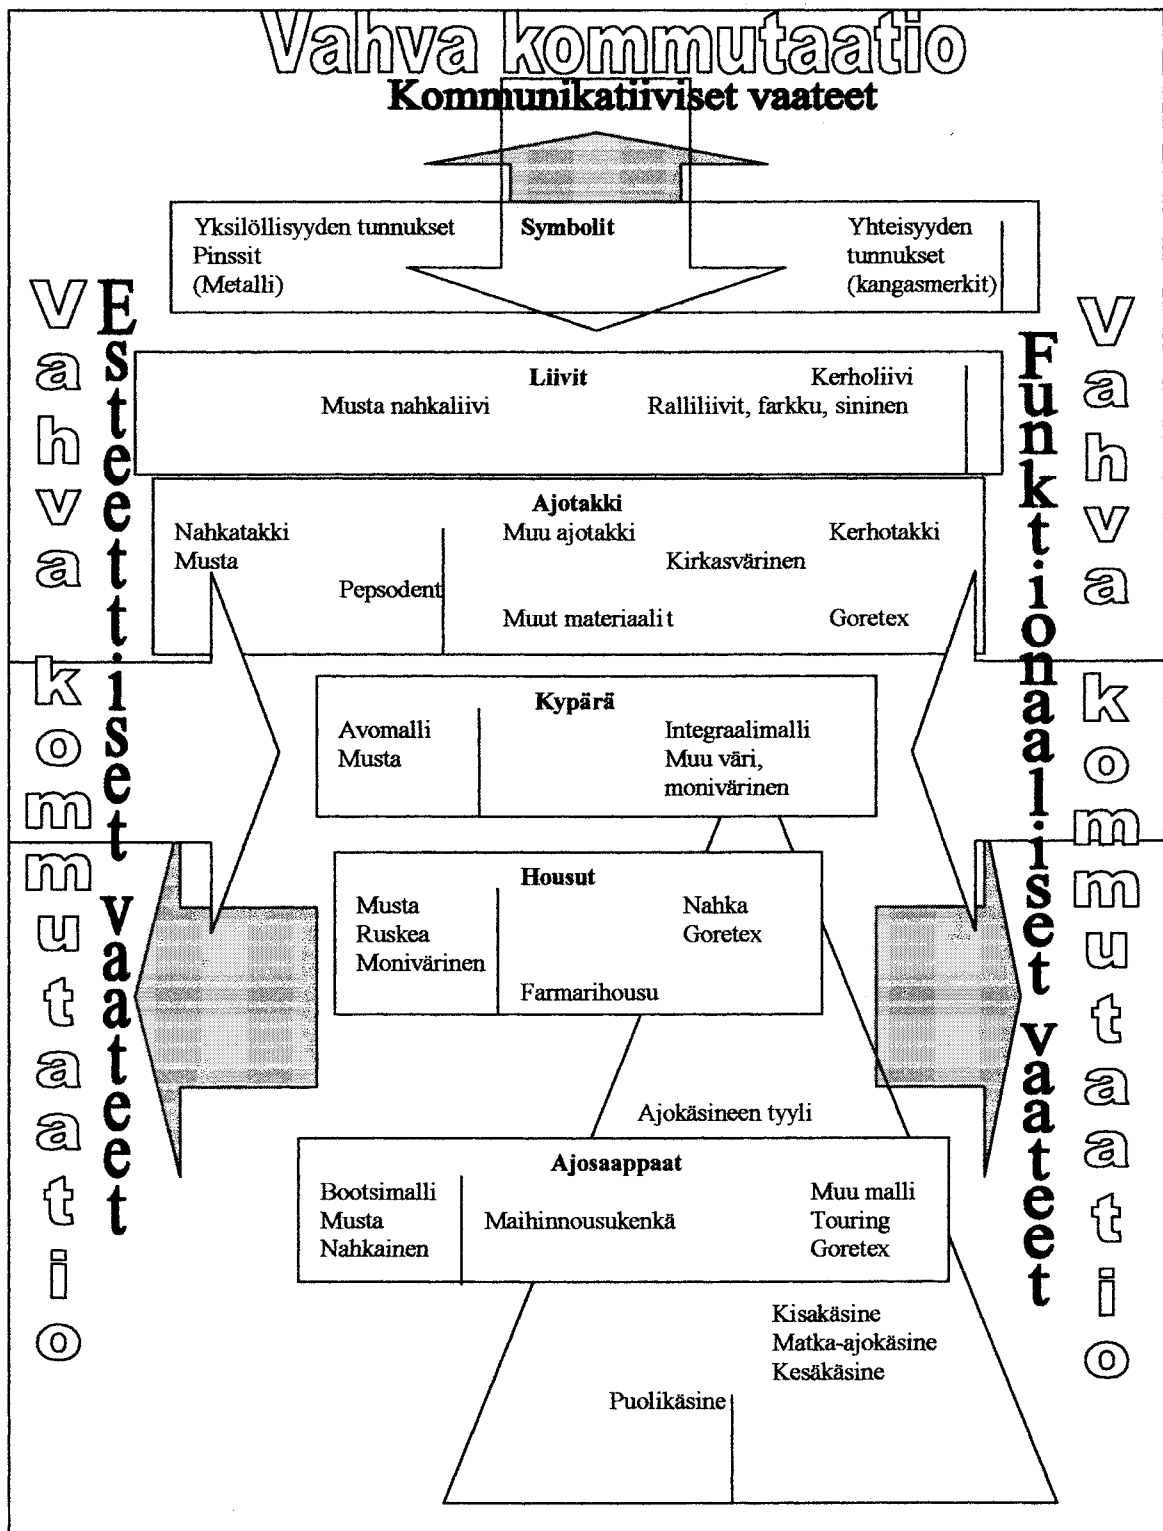 Vahva kommutaatio
Kommunikatiiviset vaateet
Yksilöllisyyden tunnukset
Pinssit
(Metalli)
Symbolit
Yhteisyyden
tunnukset
(kangasmerkit)
Vahva kommutaatio
Esteettiset vaateet
Liivit
Kerholiivi
Musta nahkaliivi
Ralliliivit, farkku, sininen
Ajotakki
Nahkatakki
Musta
Pepsodent
Muu ajotakki
Kerhotakki
Kirkasvärinen
Muut materiaalit
Goretex
Kypärä
Avomalli
Musta
Integraalimalli
Muu väri,
monivärinen
Housut
Musta
Ruskea
Monivärinen
Nahka
Goretex
Farmarihousu
Ajokäsineen tyyli
Ajosaappaat
Bootsimalli
Musta
Nahkainen
Maihinnousukenkä
Muu malli
Touring
Goretex
Kisakäsine
Matka-ajokäsine
Kesäkäsine
Puolikäsine
Funktionaaliset vaateet
Vahva kommutaatio